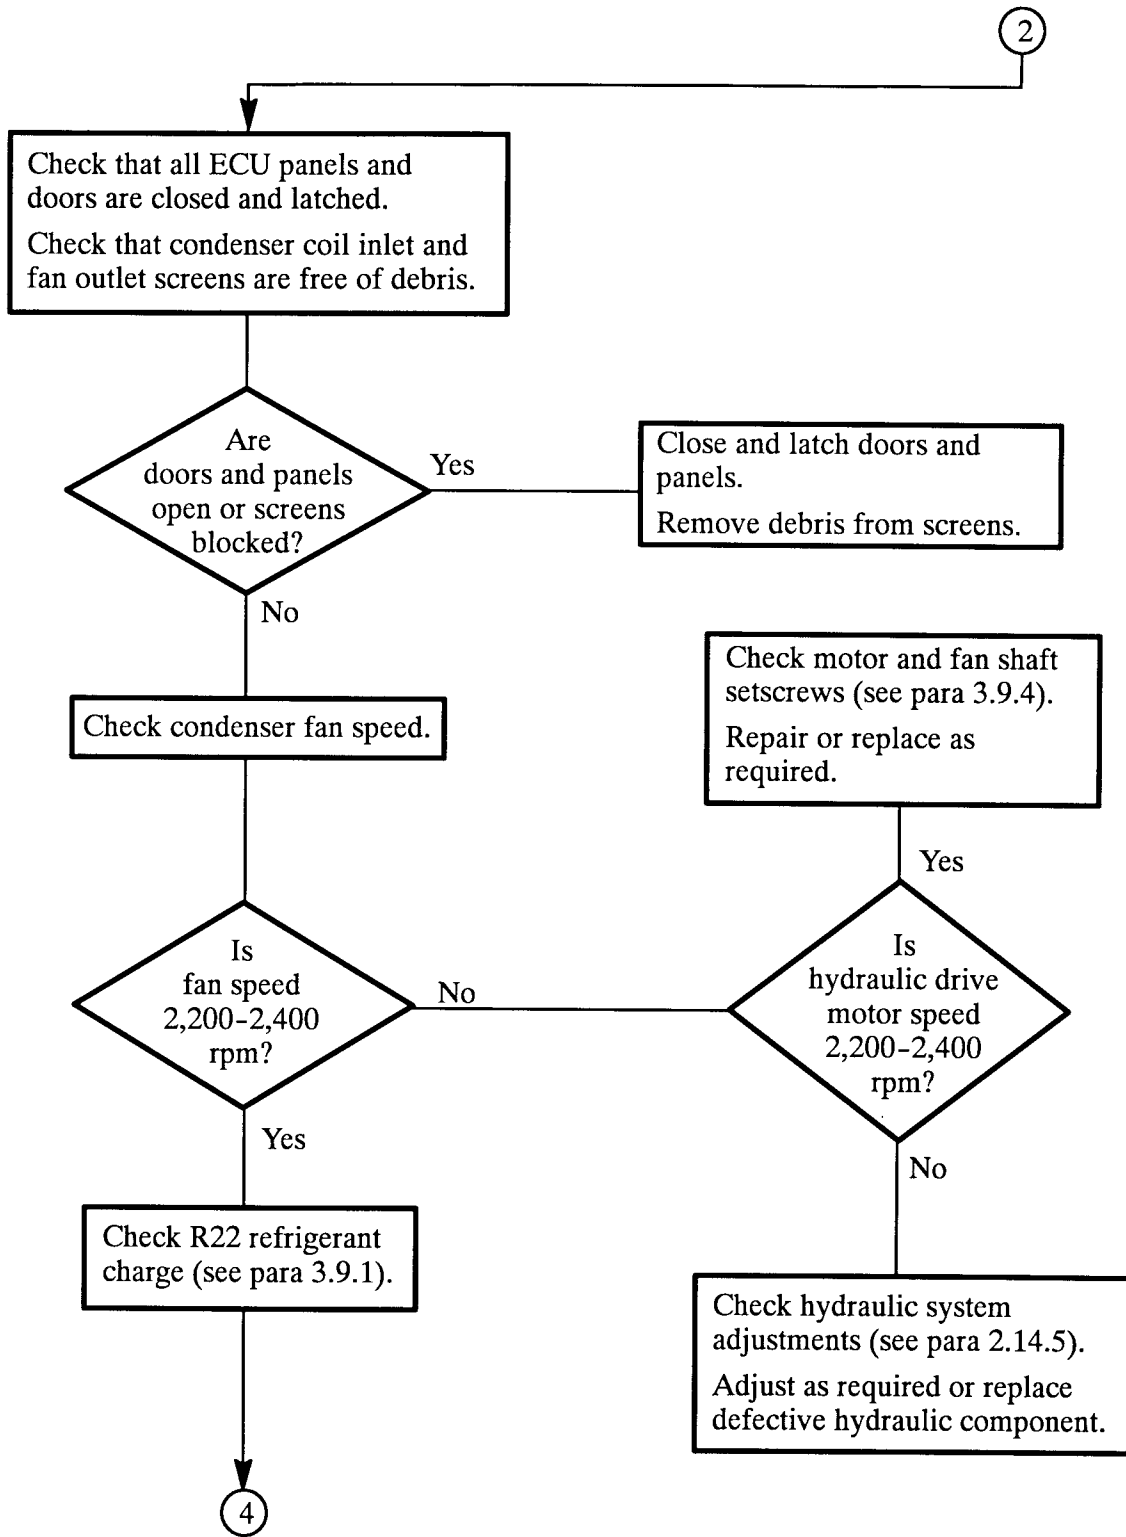 2
Check that all ECU panels and
doors are closed and latched.
Check that condenser coil inlet and
fan outlet screens are free of debris.
Are
doors and panels
open or screens
blocked?
Yes
Close and latch doors and
panels.
Remove debris from screens.
No
Check condenser fan speed.
Check motor and fan shaft
setscrews (see para 3.9.4).
Repair or replace as
required.
Yes
Is
fan speed
2,200-2,400
rpm?
No
Is
hydraulic drive
motor speed
2,200-2,400
rpm?
Yes
No
Check R22 refrigerant
charge (see para 3.9.1).
Check hydraulic system
adjustments (see para 2.14.5).
Adjust as required or replace
defective hydraulic component.
4